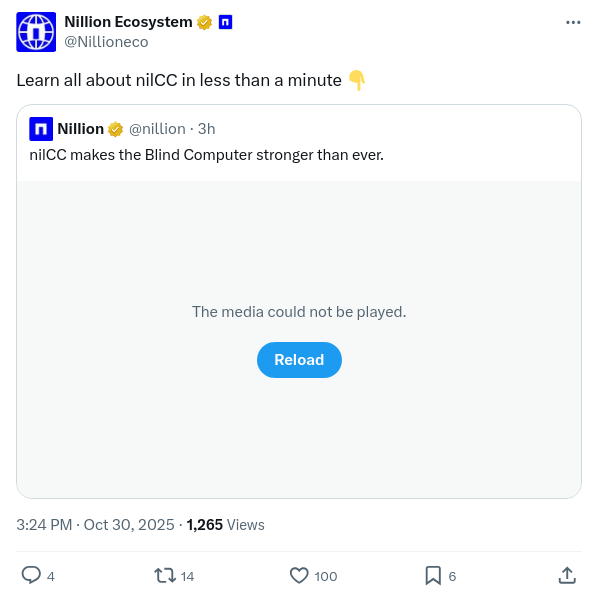 Nillion Ecosystem
@Nillioneco
Learn all about nilCC in less than a minute 👇
Nillion @nillion · 3h
nilCC makes the Blind Computer stronger than ever.
The media could not be played.
Reload
3:24 PM · Oct 30, 2025 · 1,265 Views
4 14 100 6